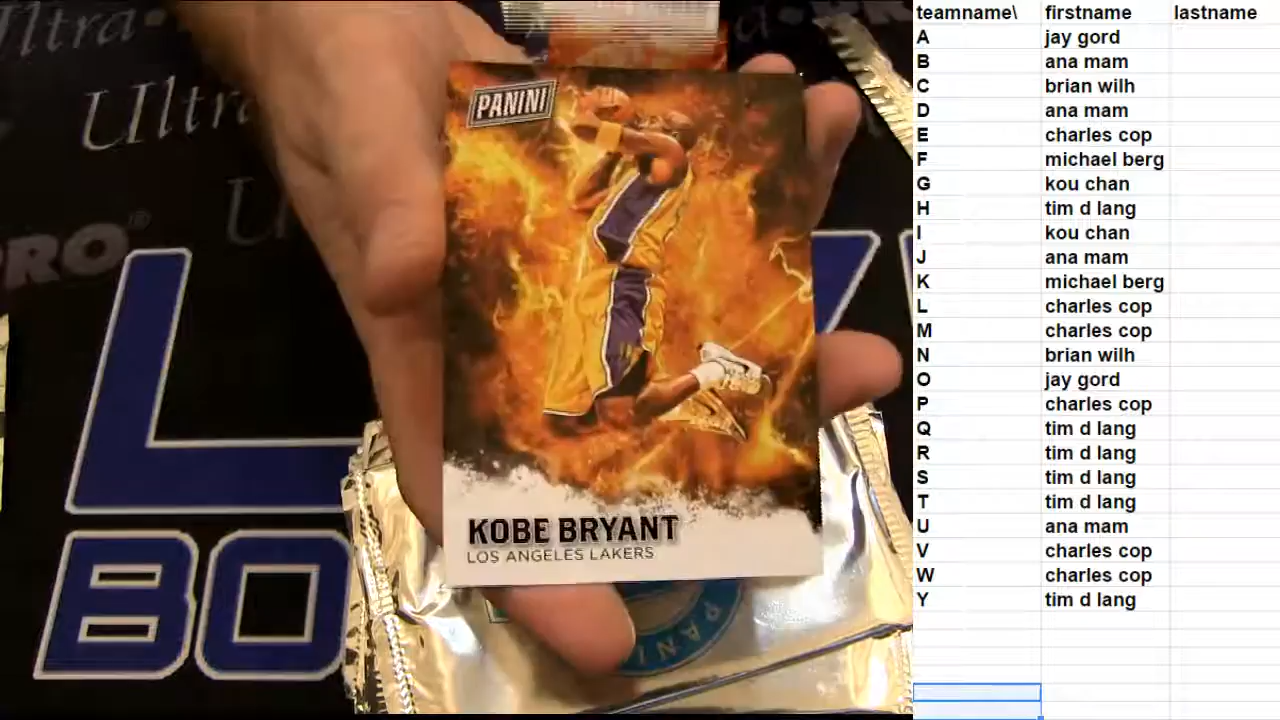 Ultra PRO
Ultra
U
PRO®
L
BO
PANINI
KOBE BRYANT
LOS ANGELES LAKERS
PANINI
teamname\ firstname lastname
A jay gord
B ana mam
C brian wilh
D ana mam
E charles cop
F michael berg
G kou chan
H tim d lang
I kou chan
J ana mam
K michael berg
L charles cop
M charles cop
N brian wilh
O jay gord
P charles cop
Q tim d lang
R tim d lang
S tim d lang
T tim d lang
U ana mam
V charles cop
W charles cop
Y tim d lang